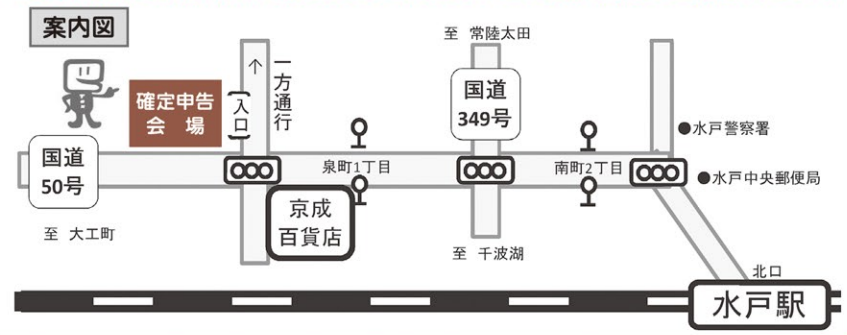 案内図
至 常陸太田
一方通行
↑
確定申告
会 場
【入口】
国道
349号
国道
50号
泉町1丁目
南町2丁目
●水戸警察署
●水戸中央郵便局
京成
百貨店
至 大工町
至 千波湖
北口
水戸駅